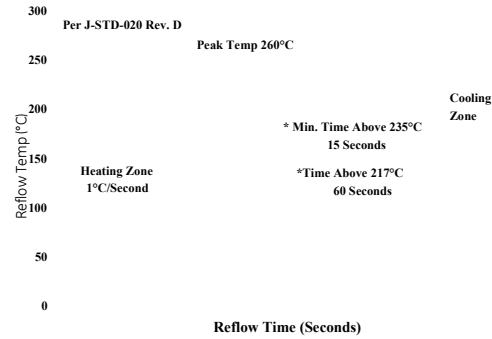 300
Per J-STD-020 Rev. D
Peak Temp 260°C
250
Cooling
Zone
200
* Min. Time Above 235°C
15 Seconds
150
Heating Zone
1°C/Second
*Time Above 217°C
60 Seconds
100
50
0
Reflow Temp (°C)
Reflow Time (Seconds)